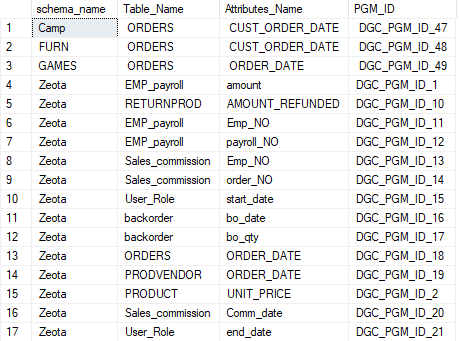 schema_name Table_Name Attributes_Name PGM_ID
1 Camp ORDERS CUST_ORDER_DATE DGC_PGM_ID_47
2 FURN ORDERS CUST_ORDER_DATE DGC_PGM_ID_48
3 GAMES ORDERS ORDER_DATE DGC_PGM_ID_49
4 Zeota EMP_payroll amount DGC_PGM_ID_1
5 Zeota RETURNPROD AMOUNT_REFUNDED DGC_PGM_ID_10
6 Zeota EMP_payroll Emp_NO DGC_PGM_ID_11
7 Zeota EMP_payroll payroll_NO DGC_PGM_ID_12
8 Zeota Sales_commission Emp_NO DGC_PGM_ID_13
9 Zeota Sales_commission order_NO DGC_PGM_ID_14
10 Zeota User_Role start_date DGC_PGM_ID_15
11 Zeota backorder bo_date DGC_PGM_ID_16
12 Zeota backorder bo_qty DGC_PGM_ID_17
13 Zeota ORDERS ORDER_DATE DGC_PGM_ID_18
14 Zeota PRODVENDOR ORDER_DATE DGC_PGM_ID_19
15 Zeota PRODUCT UNIT_PRICE DGC_PGM_ID_2
16 Zeota Sales_commission Comm_date DGC_PGM_ID_20
17 Zeota User_Role end_date DGC_PGM_ID_21